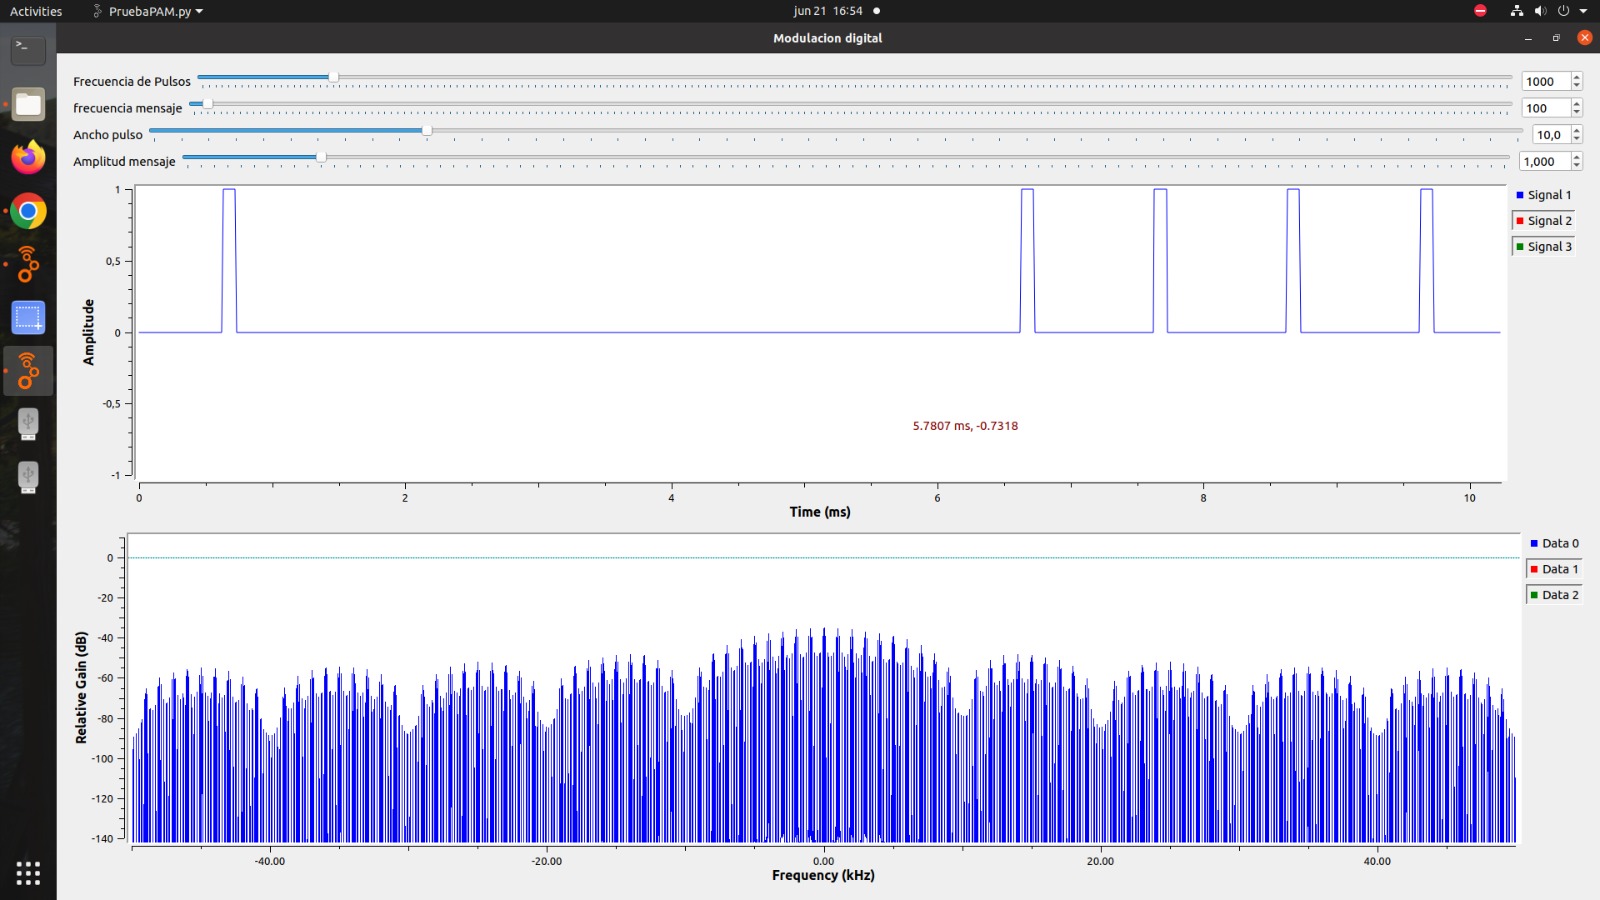 Activities PruebaPAM.py jun 21 16:54
Modulacion digital
Frecuencia de Pulsos 1000
frecuencia mensaje 100
Ancho pulso 10,0
Amplitud mensaje 1,000
Amplitude
1
0,5
0
-0,5
-1
5.7807 ms, -0.7318
0 2 4 6 8 10
Time (ms)
Signal 1
Signal 2
Signal 3
Relative Gain (dB)
0
-20
-40
-60
-80
-100
-120
-140
-40.00 -20.00 0.00 20.00 40.00
Frequency (kHz)
Data 0
Data 1
Data 2